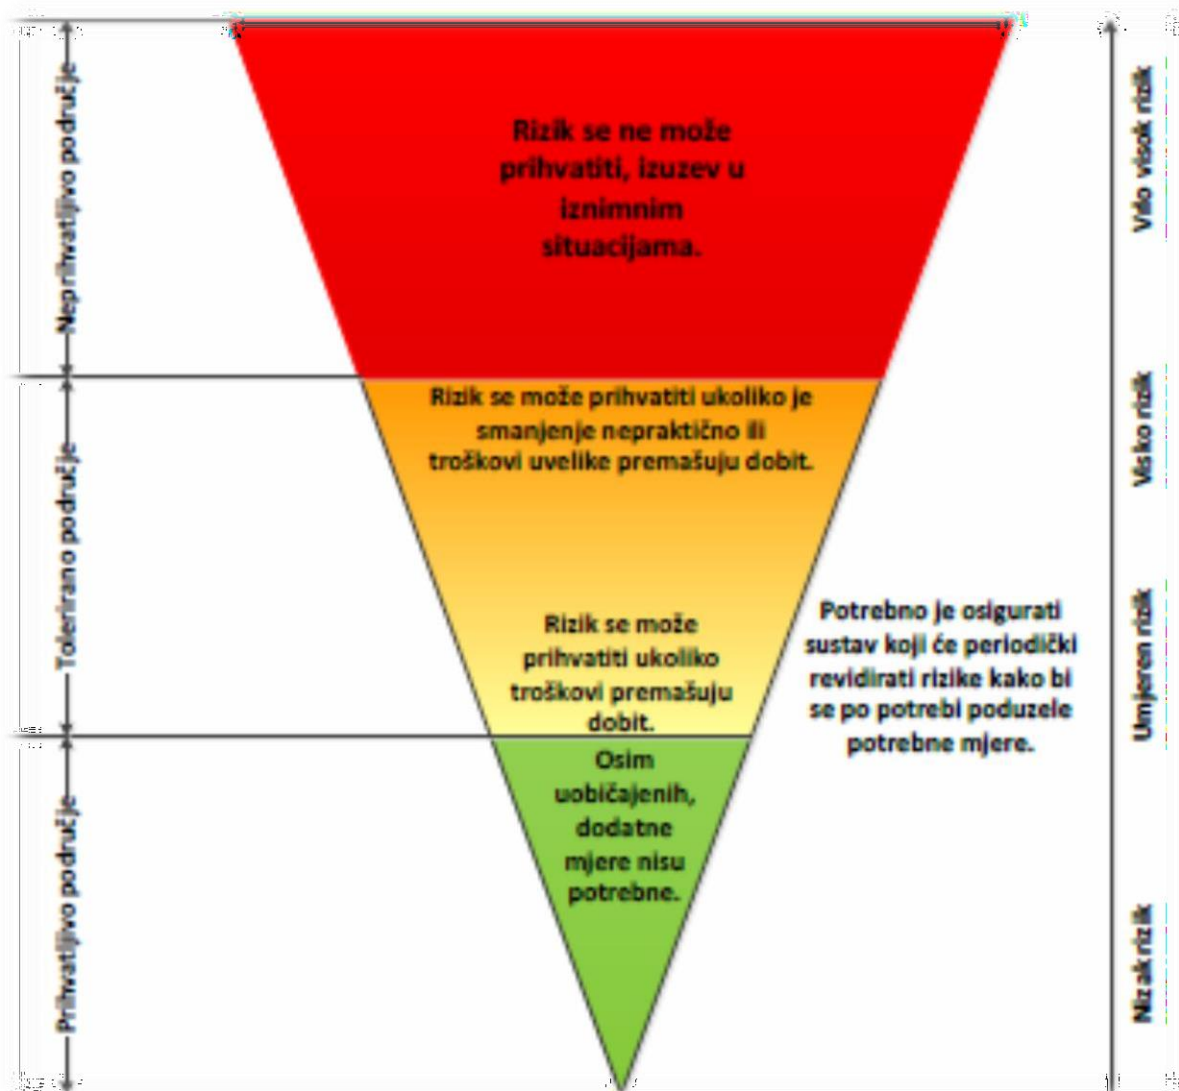 Neprihvatljivo područje
Rizik se ne može
prihvatiti, izuzev u
iznimnim
situacijama.
Vrlo visok rizik
Tolerirano područje
Rizik se može prihvatiti ukoliko je
smanjenje nepraktično ili
troškovi uvelike premašuju dobit.
Visko rizik
Rizik se može
prihvatiti ukoliko
troškovi premašuju
dobit.
Potrebno je osigurati
sustav koji će periodički
revidirati rizike kako bi
se po potrebi poduzele
potrebne mjere.
Umjeren rizik
Prihvatljivo područje
Osim
uobičajenih,
dodatne
mjere nisu
potrebne.
Nizak rizik